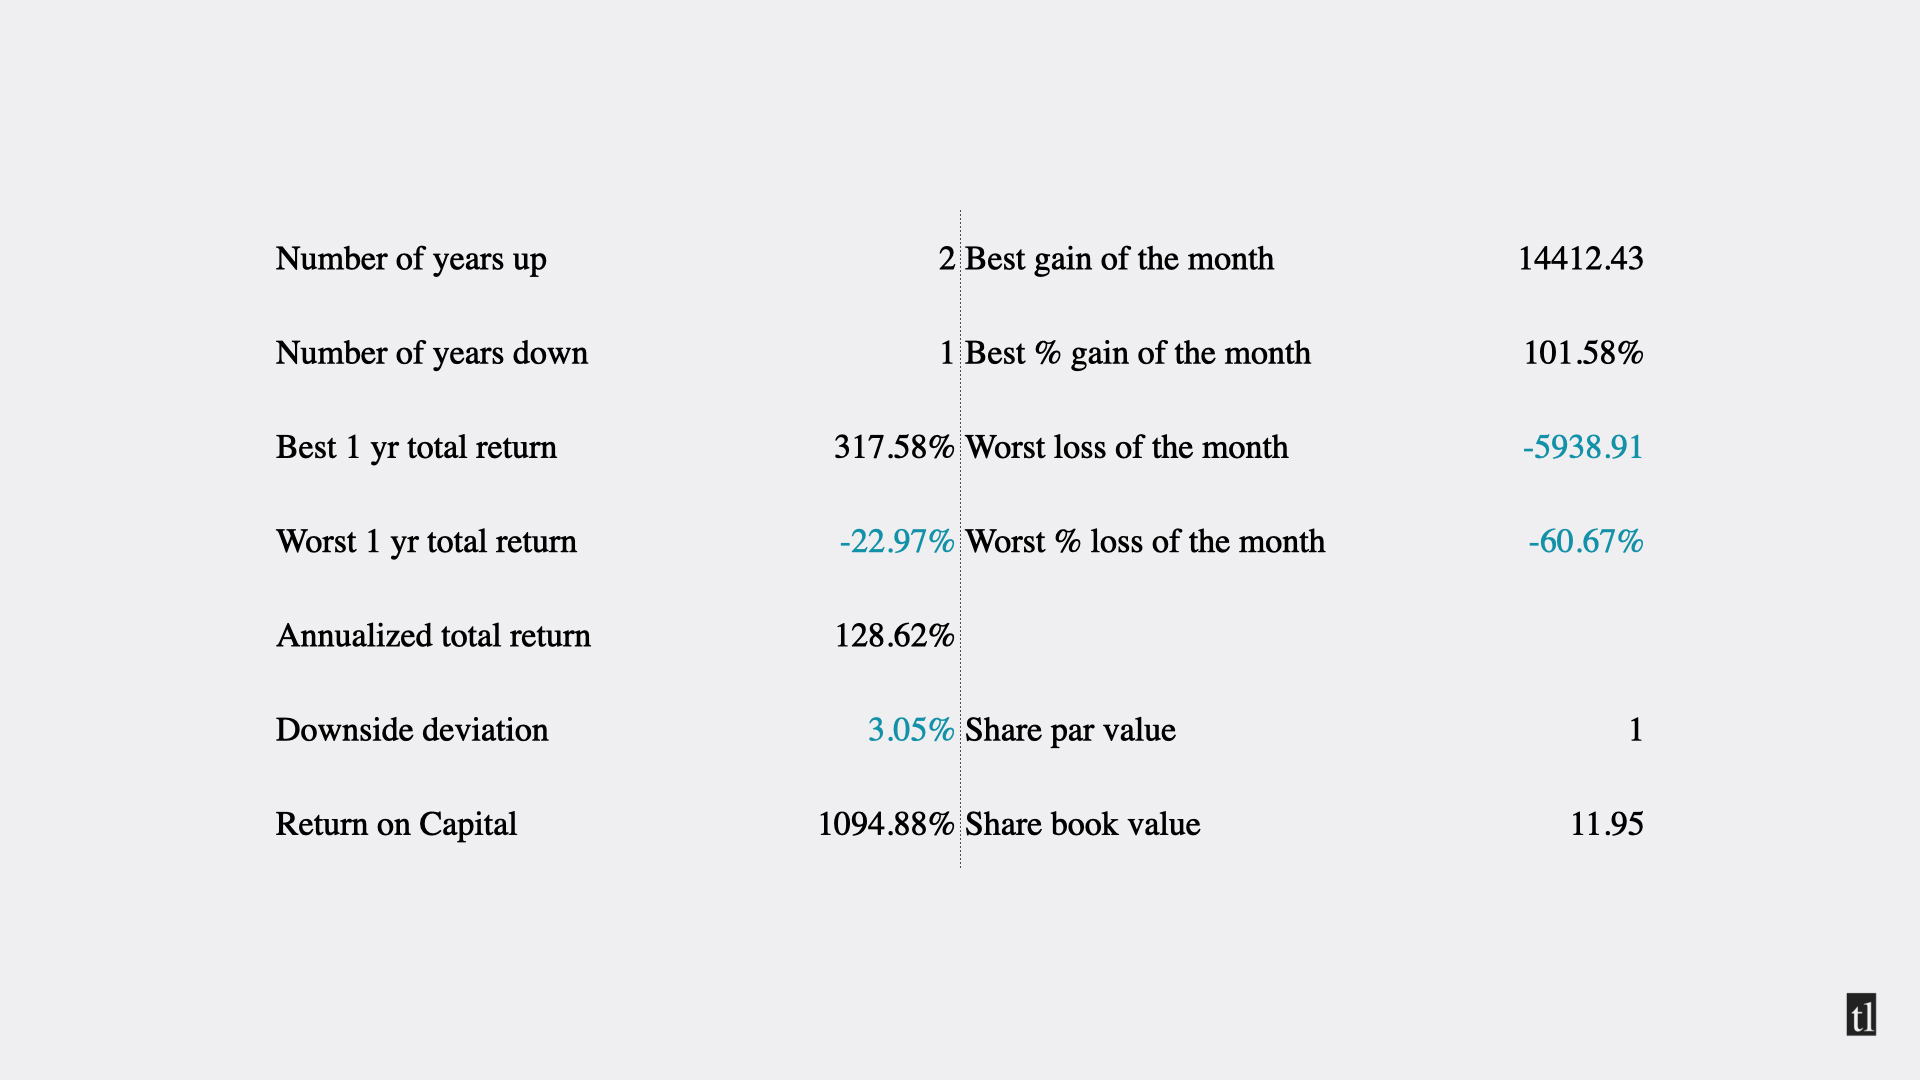 Number of years up 2 Best gain of the month 14412.43
Number of years down 1 Best % gain of the month 101.58%
Best 1 yr total return 317.58% Worst loss of the month -5938.91
Worst 1 yr total return -22.97% Worst % loss of the month -60.67%
Annualized total return 128.62%
Downside deviation 3.05% Share par value 1
Return on Capital 1094.88% Share book value 11.95
tl